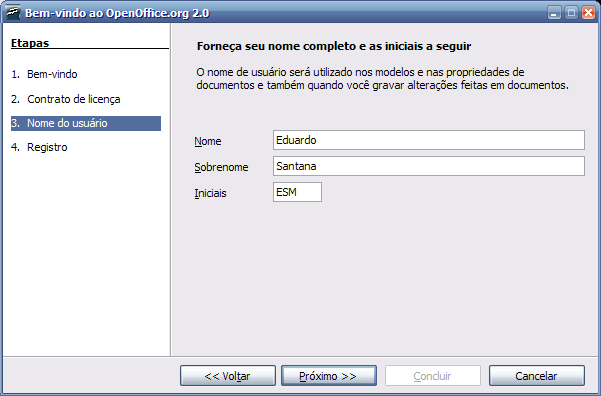 Bem-vindo ao OpenOffice.org 2.0
Etapas
1. Bem-vindo
2. Contrato de licença
3. Nome do usuário
4. Registro
Forneça seu nome completo e as iniciais a seguir
O nome de usuário será utilizado nos modelos e nas propriedades de
documentos e também quando você gravar alterações feitas em documentos.
Nome Eduardo
Sobrenome Santana
Iniciais ESM
<< Voltar Próximo >> Concluir Cancelar